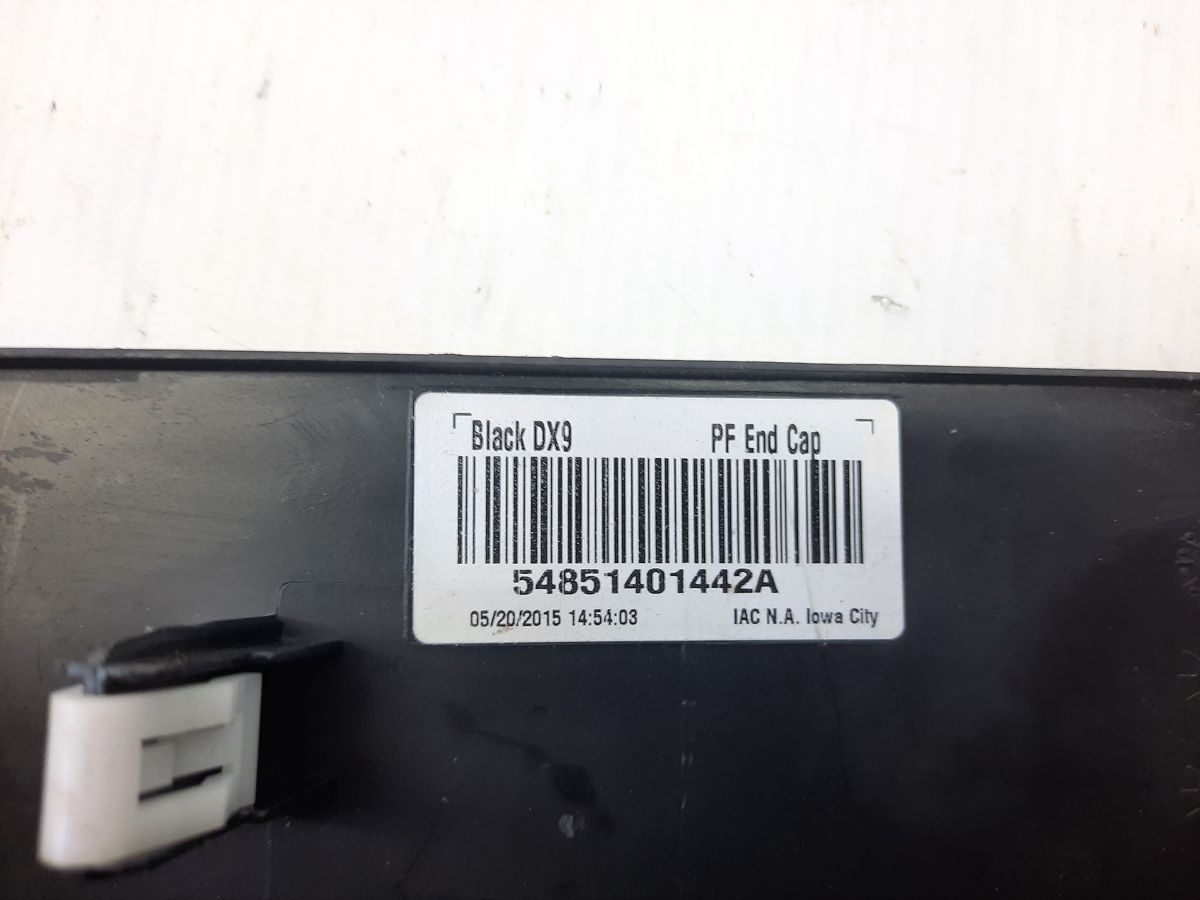 Black DX9 PF End Cap
54851401442A
05/20/2015 14:54:03 IAC N.A. Iowa City